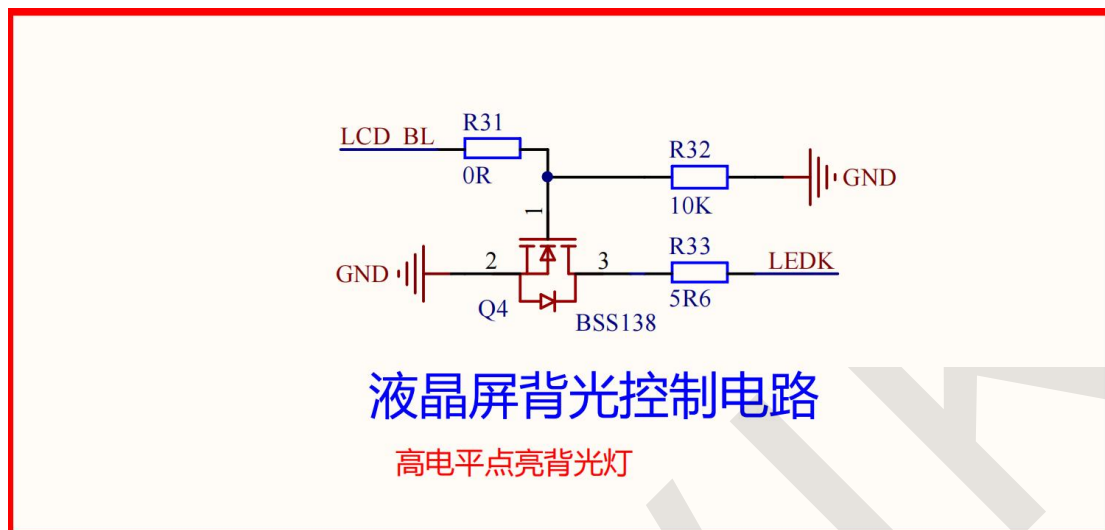 R31
LCD_BL
0R
R32
GND
10K
1
GND
2
3
R33
LEDK
5R6
Q4
BSS138
液晶屏背光控制电路
高电平点亮背光灯